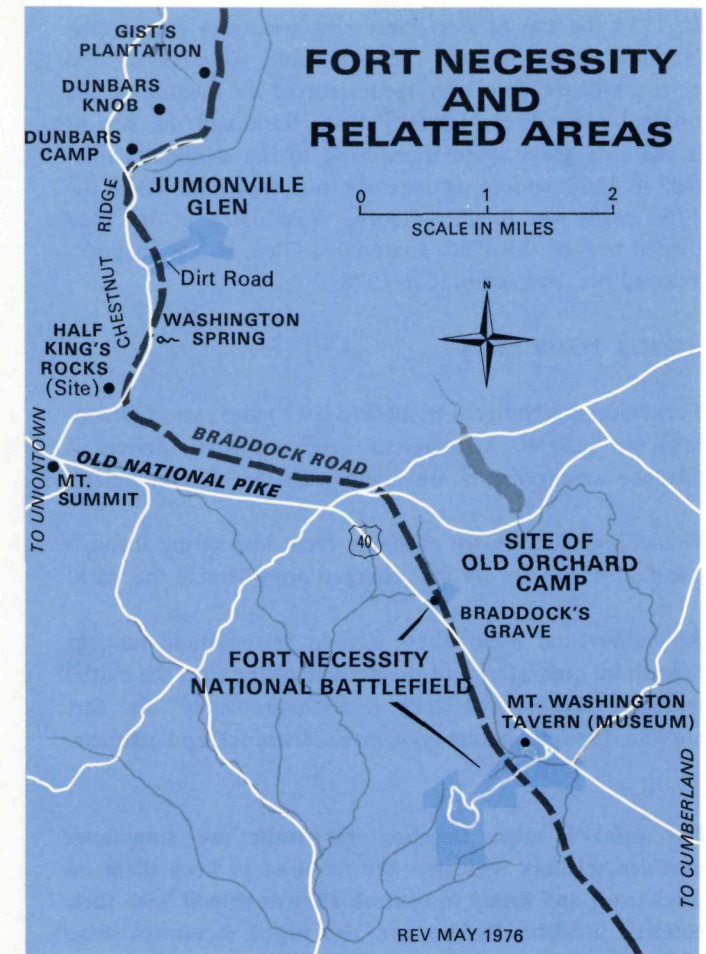 FORT NECESSITY
AND
RELATED AREAS
0 1 2
SCALE IN MILES
N
GIST'S
PLANTATION
DUNBARS
KNOB
DUNBARS
CAMP
JUMONVILLE
GLEN
CHESTNUT RIDGE
Dirt Road
WASHINGTON
SPRING
HALF
KING'S
ROCKS
(Site)
BRADDOCK ROAD
OLD NATIONAL PIKE
TO UNIONTOWN
MT.
SUMMIT
40
SITE OF
OLD ORCHARD
CAMP
BRADDOCK'S
GRAVE
FORT NECESSITY
NATIONAL BATTLEFIELD
MT. WASHINGTON
TAVERN (MUSEUM)
TO CUMBERLAND
REV MAY 1976